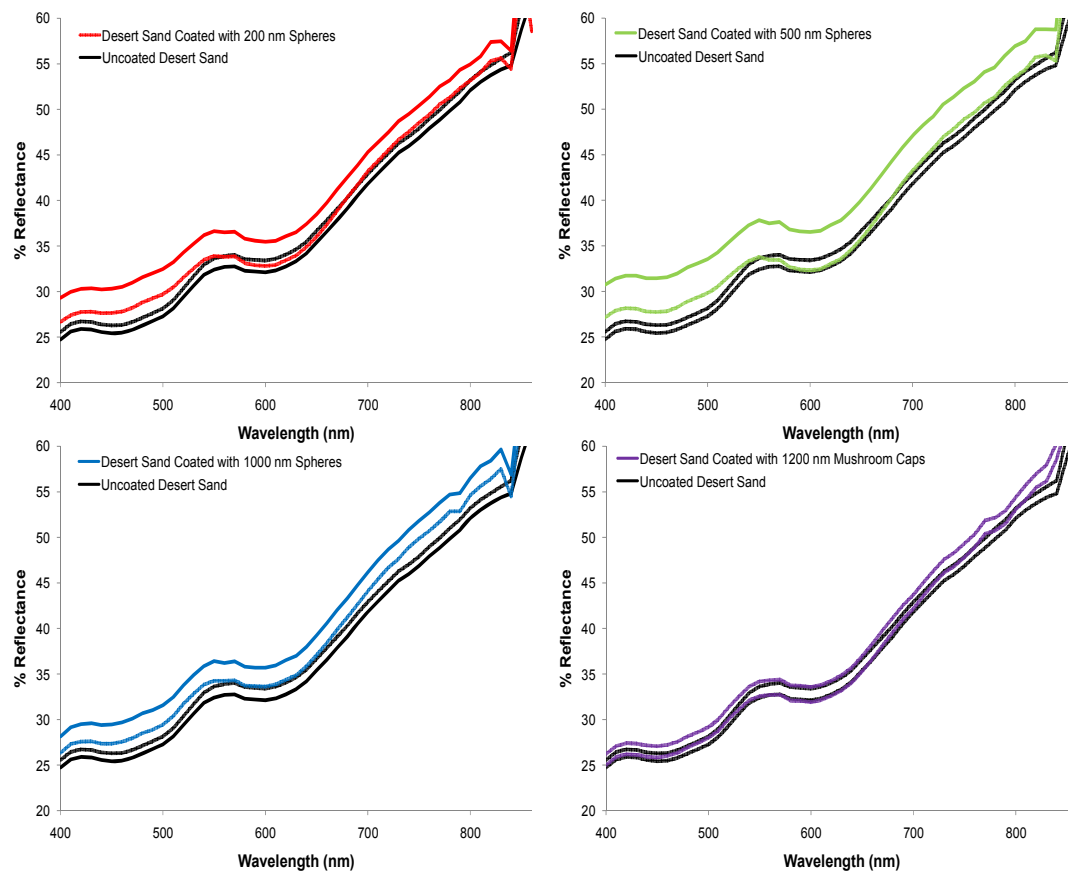 60
55
50
45
40
35
30
25
20
% Reflectance
Desert Sand Coated with 200 nm Spheres
Uncoated Desert Sand
400 500 600 700 800
Wavelength (nm)
60
55
50
45
40
35
30
25
20
% Reflectance
Desert Sand Coated with 500 nm Spheres
Uncoated Desert Sand
400 500 600 700 800
Wavelength (nm)
60
55
50
45
40
35
30
25
20
% Reflectance
Desert Sand Coated with 1000 nm Spheres
Uncoated Desert Sand
400 500 600 700 800
Wavelength (nm)
60
55
50
45
40
35
30
25
20
% Reflectance
Desert Sand Coated with 1200 nm Mushroom Caps
Uncoated Desert Sand
400 500 600 700 800
Wavelength (nm)